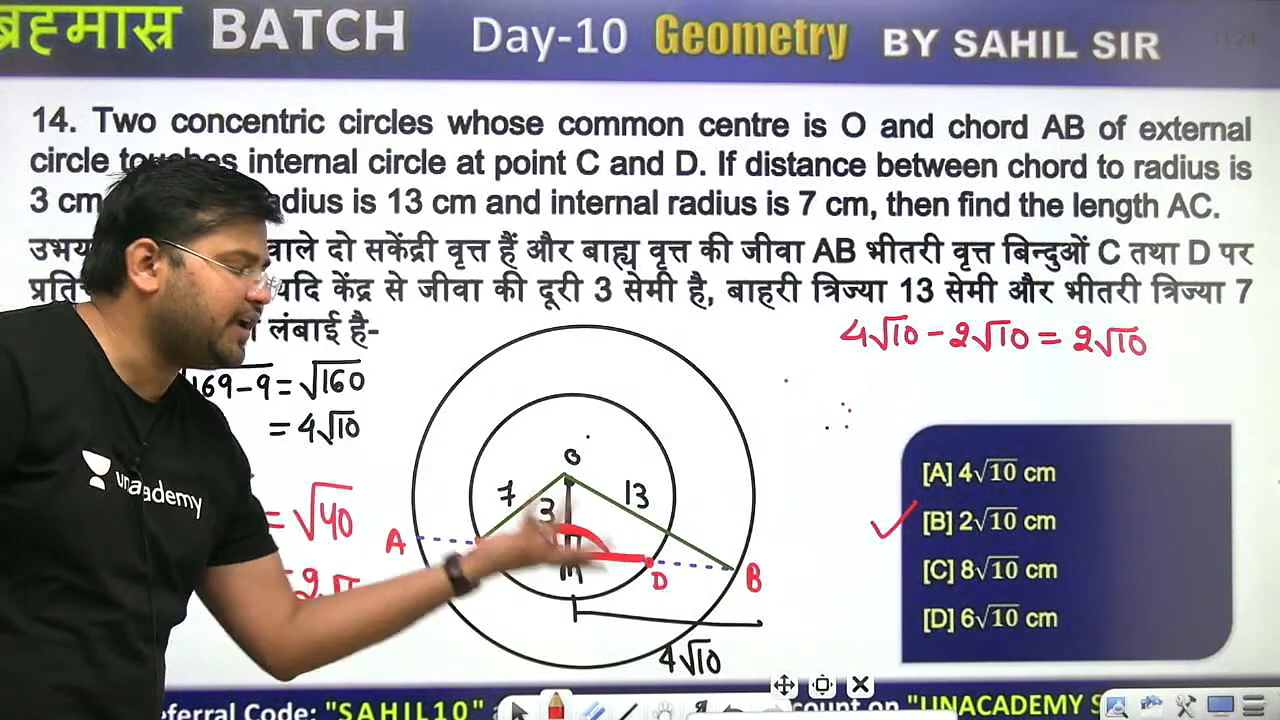 ब्रह्मास्र BATCH Day-10 Geometry BY SAHIL SIR
14. Two concentric circles whose common centre is O and chord AB of external
circle touches internal circle at point C and D. If distance between chord to radius is
3 cm radius is 13 cm and internal radius is 7 cm, then find the length AC.
वाले दो सकेंद्री वृत्त हैं और बाह्य वृत्त की जीवा AB भीतरी वृत्त बिन्दुओं C तथा D पर
यदि केंद्र से जीवा की दूरी 3 सेमी है, बाहरी त्रिज्या 13 सेमी और भीतरी त्रिज्या 7
लंबाई है-
4√10 - 2√10 = 2√10
√169-9 = √160
= 4√10
= √40
O
7
3
13
A
M
D
B
4√10
[A] 4√10 cm
[B] 2√10 cm
[C] 8√10 cm
[D] 6√10 cm
unacademy
Referral Code: "SAHIL10"
count on "UNACADEMY S